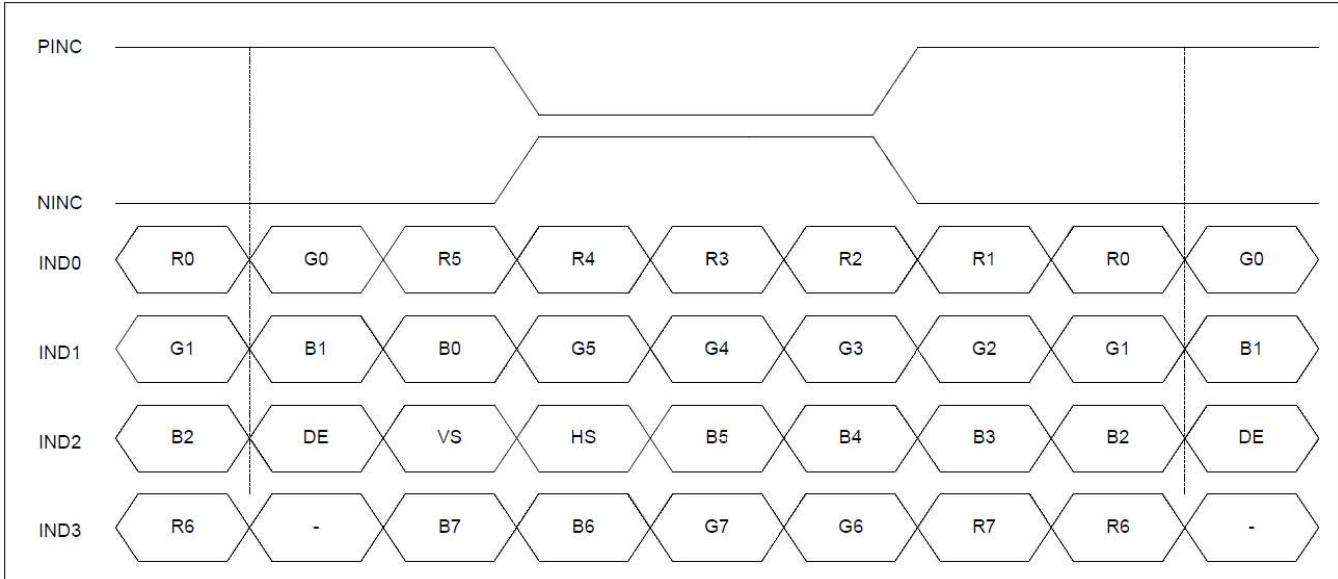 PINC
NINC
IND0 R0 G0 R5 R4 R3 R2 R1 R0 G0
IND1 G1 B1 B0 G5 G4 G3 G2 G1 B1
IND2 B2 DE VS HS B5 B4 B3 B2 DE
IND3 R6 - B7 B6 G7 G6 R7 R6 -